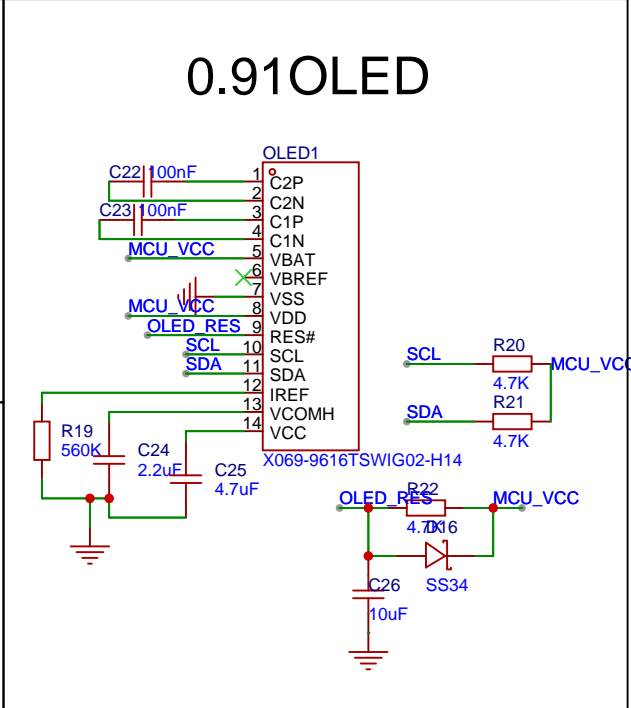 0.91OLED
OLED1
C22 100nF
1 C2P
2 C2N
C23 100nF
3 C1P
4 C1N
MCU_VCC
5 VBAT
6 VBREF
7 VSS
MCU_VCC
8 VDD
OLED_RES
9 RES#
SCL
10 SCL
SDA
11 SDA
12 IREF
13 VCOMH
14 VCC
X069-9616TSWIG02-H14
R19
560K
C24
2.2uF
C25
4.7uF
SCL
R20
4.7K
MCU_VCC
SDA
R21
4.7K
OLED_RES
R22
4.7K
MCU_VCC
D16
SS34
C26
10uF